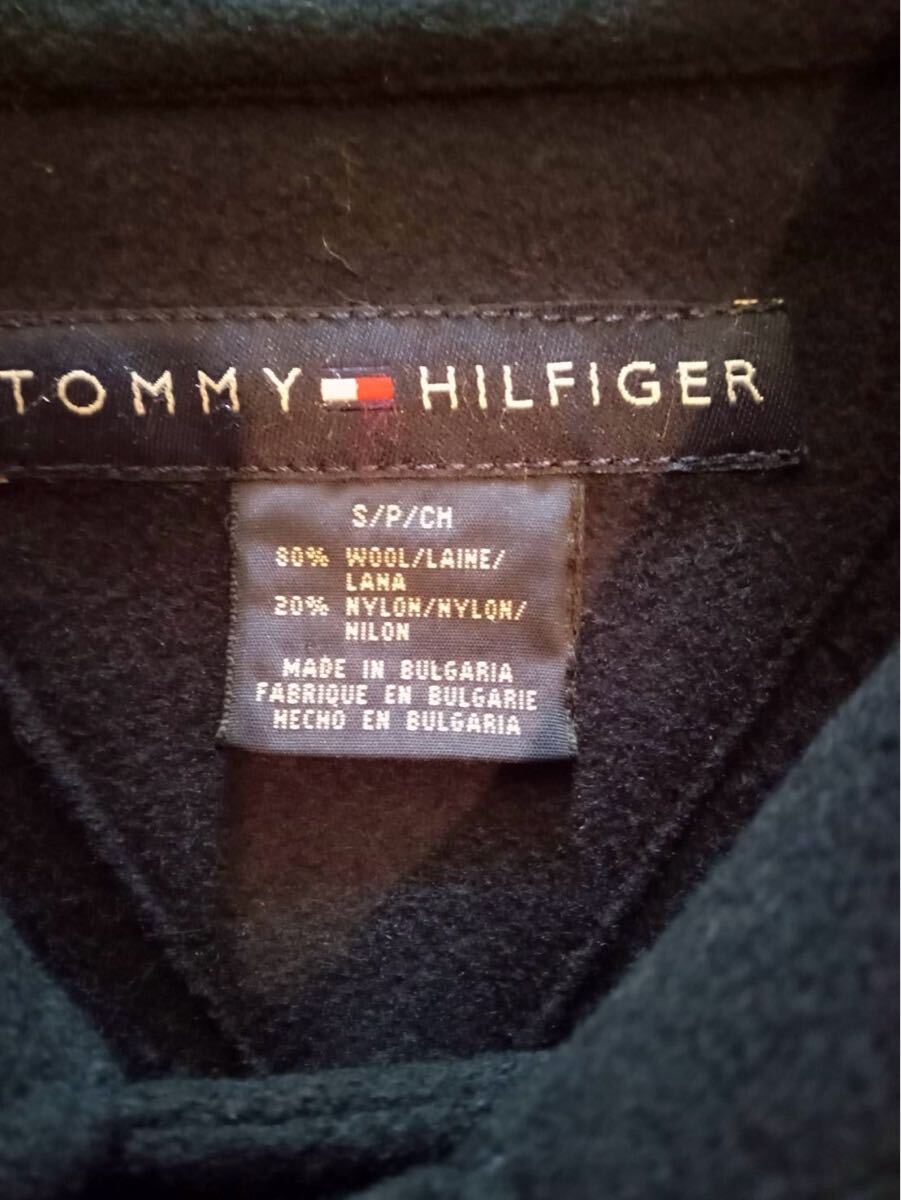 TOMMY HILFIGER
S/P/CH
80% WOOL/LAINE/
LANA
20% NYLON/NYLON/
NILON
MADE IN BULGARIA
FABRIQUE EN BULGARIE
HECHO EN BULGARIA